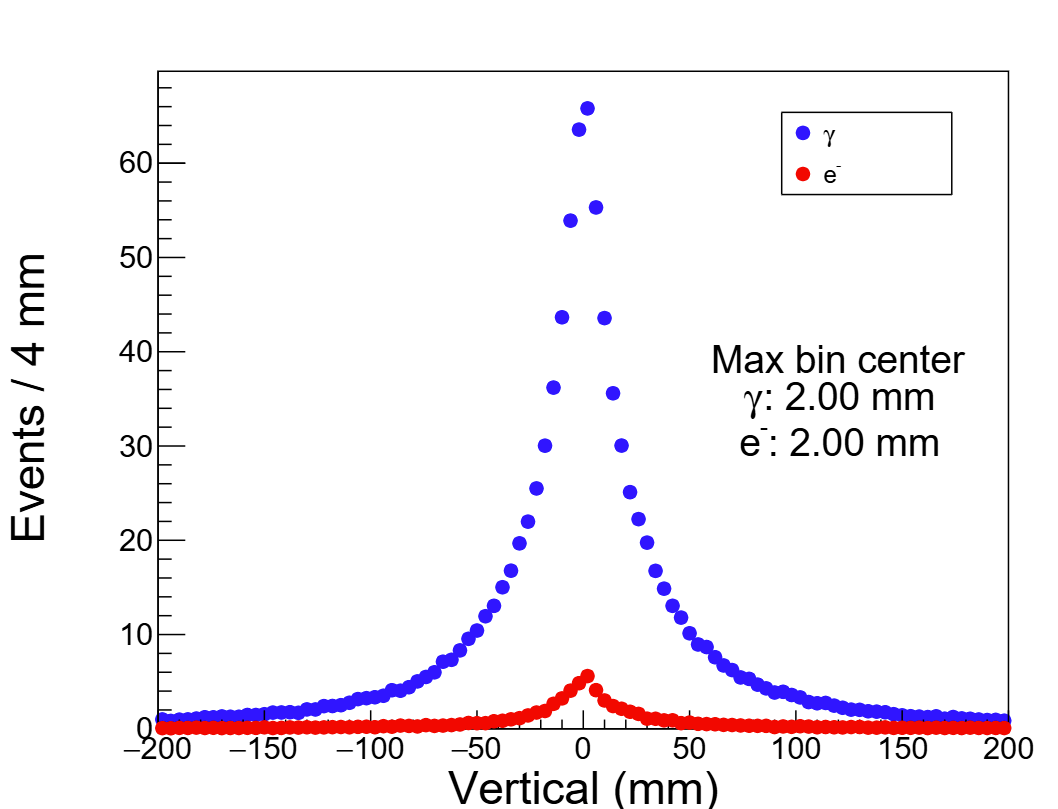 γ
e⁻
60
50
40
30
20
10
0
Max bin center
γ: 2.00 mm
e⁻: 2.00 mm
−200 −150 −100 −50 0 50 100 150 200
Vertical (mm)
Events / 4 mm